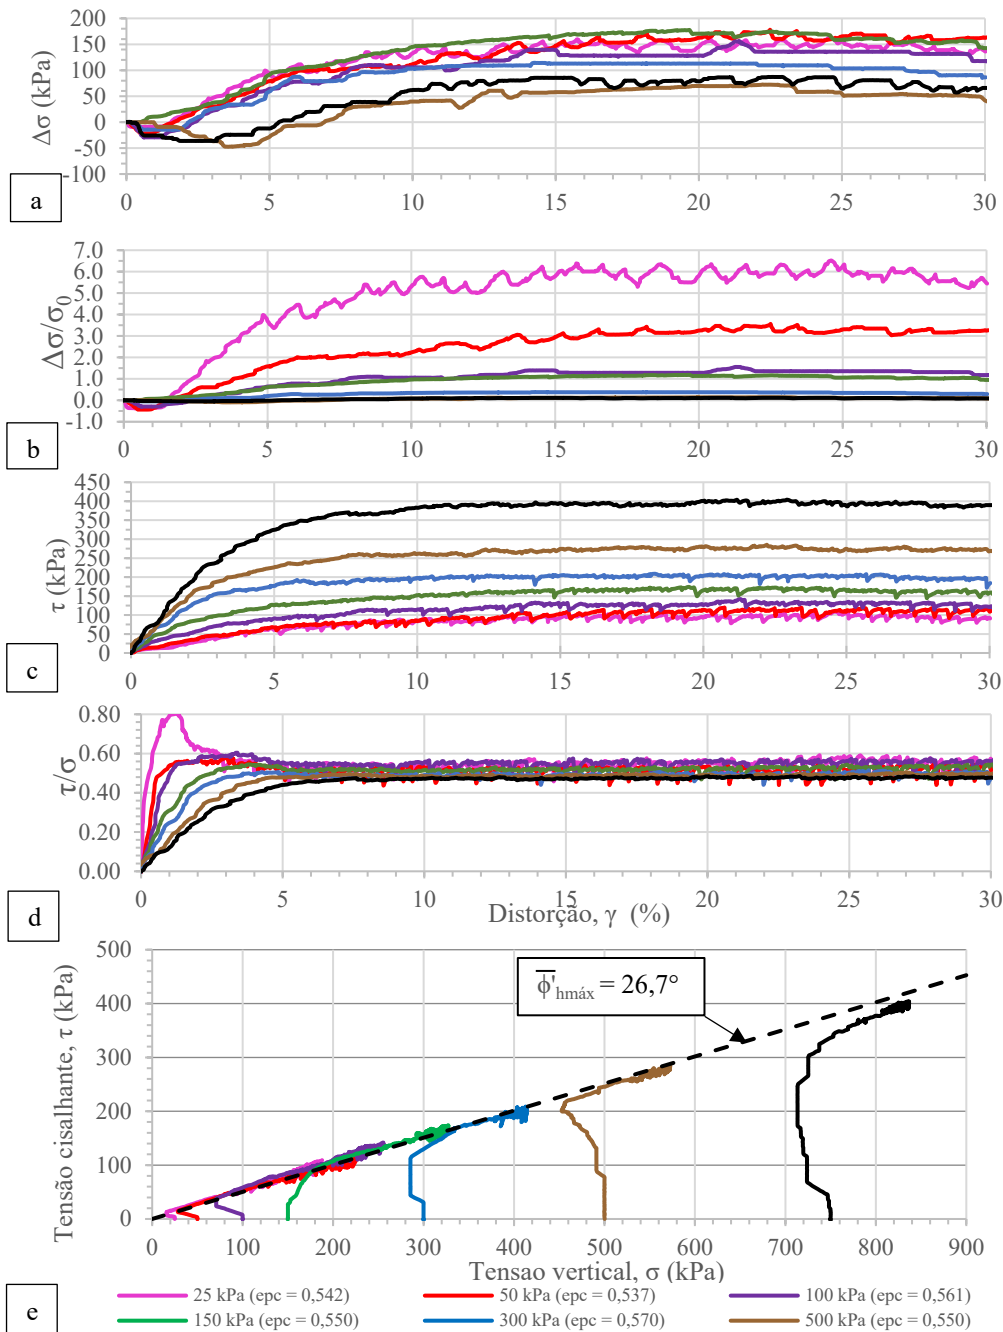 200
150
100
50
0
-50
-100
Δσ (kPa)
0 5 10 15 20 25 30
a
7.0
6.0
5.0
4.0
3.0
2.0
1.0
0.0
-1.0
Δσ/σ0
0 5 10 15 20 25 30
b
450
400
350
300
250
200
150
100
50
0
τ (kPa)
0 5 10 15 20 25 30
c
0.80
0.60
0.40
0.20
0.00
τ/σ
0 5 10 15 20 25 30
Distorção, γ (%)
d
500
400
300
200
100
0
Tensão cisalhante, τ (kPa)
ϕ̅'hmáx = 26,7°
0 100 200 300 400 500 600 700 800 900
Tensao vertical, σ (kPa)
e
25 kPa (epc = 0,542) 50 kPa (epc = 0,537) 100 kPa (epc = 0,561)
150 kPa (epc = 0,550) 300 kPa (epc = 0,570) 500 kPa (epc = 0,550)